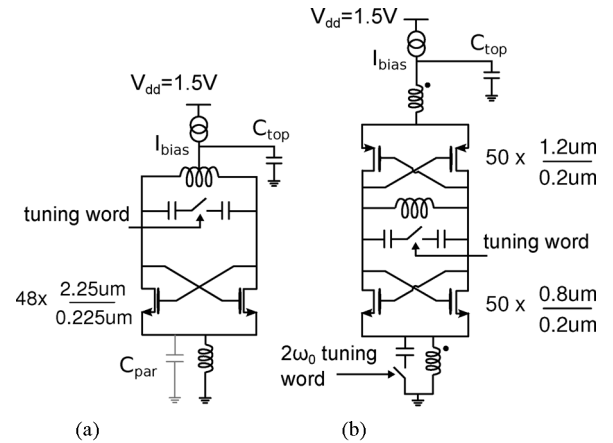 V_dd=1.5V
I_bias
C_top
tuning word
48x 2.25um
0.225um
C_par
(a)
V_dd=1.5V
I_bias
C_top
50 x 1.2um
0.2um
tuning word
50 x 0.8um
0.2um
2ω₀ tuning
word
(b)